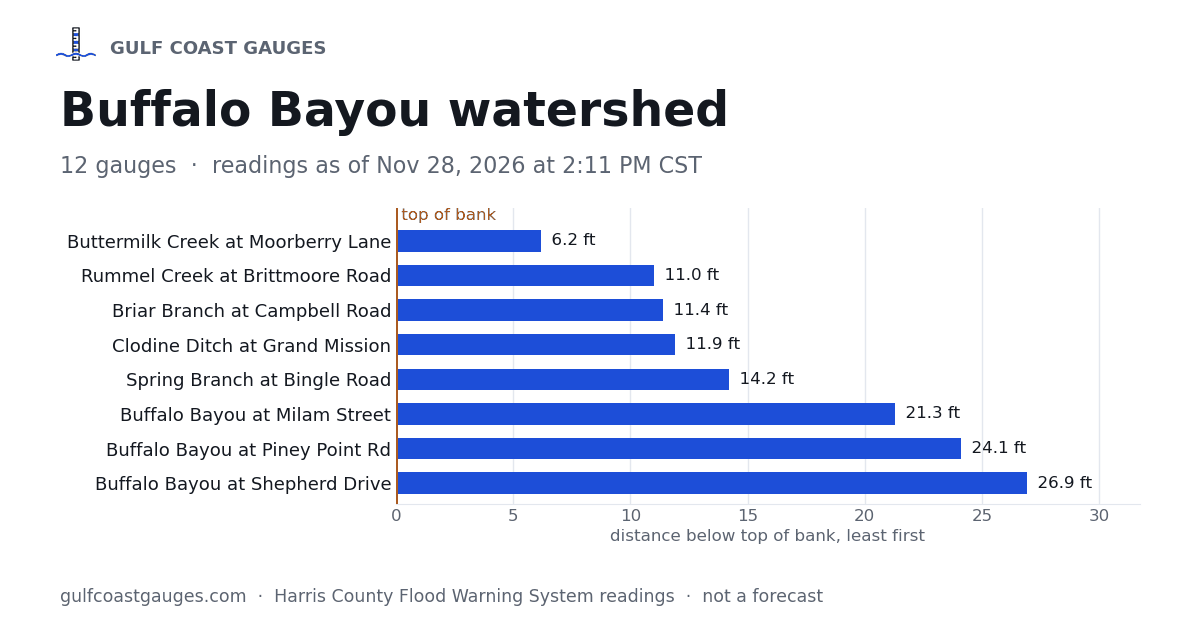 GULF COAST GAUGES
Buffalo Bayou watershed
12 gauges · readings as of Nov 28, 2026 at 2:11 PM CST
top of bank
Buttermilk Creek at Moorberry Lane 6.2 ft
Rummel Creek at Brittmoore Road 11.0 ft
Briar Branch at Campbell Road 11.4 ft
Clodine Ditch at Grand Mission 11.9 ft
Spring Branch at Bingle Road 14.2 ft
Buffalo Bayou at Milam Street 21.3 ft
Buffalo Bayou at Piney Point Rd 24.1 ft
Buffalo Bayou at Shepherd Drive 26.9 ft
0 5 10 15 20 25 30
distance below top of bank, least first
gulfcoastgauges.com · Harris County Flood Warning System readings · not a forecast